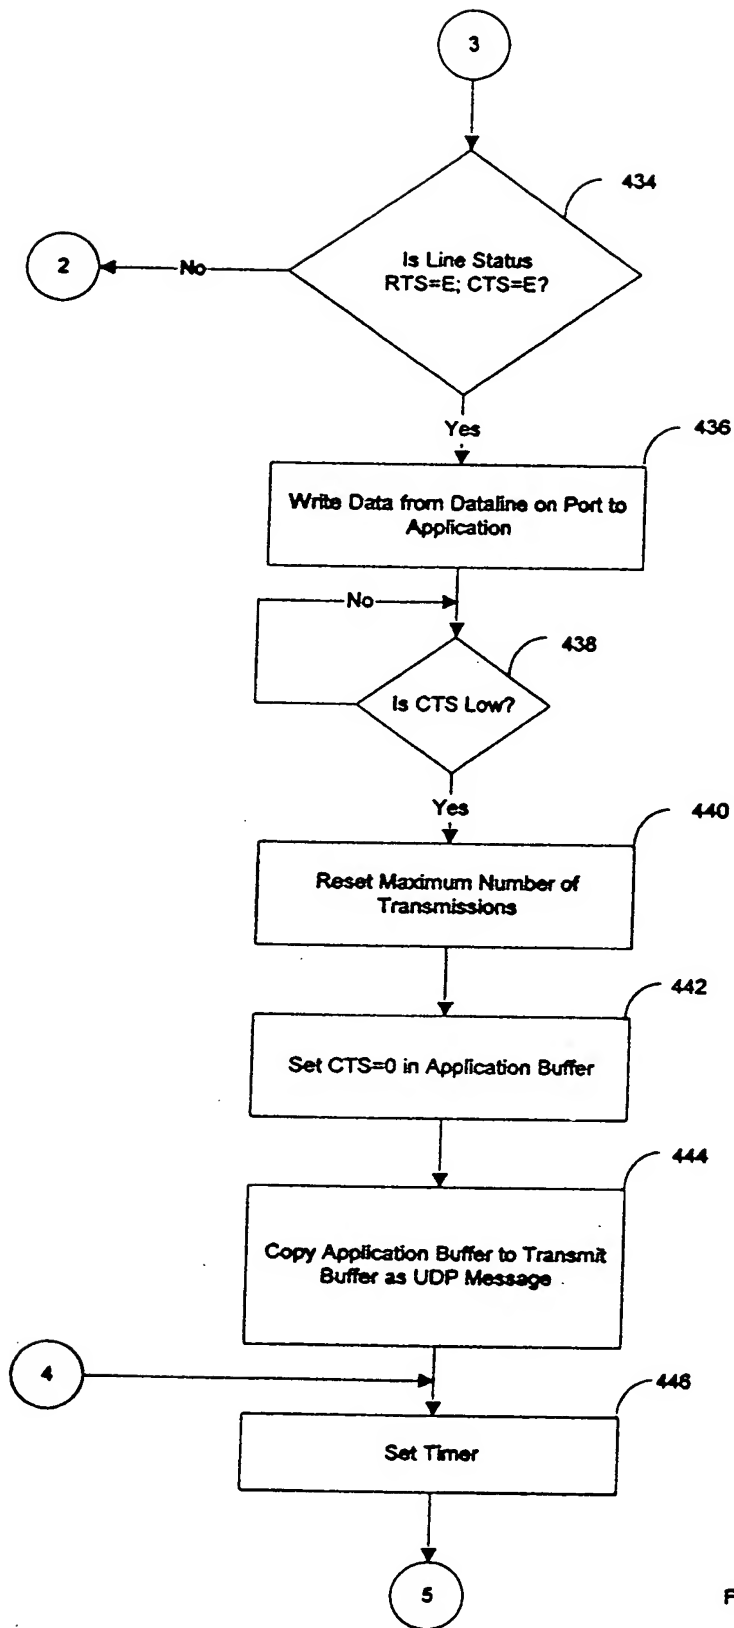 3
434
Is Line Status
RTS=E; CTS=E?
2
No
Yes
436
Write Data from Dataline on Port to
Application
No
438
Is CTS Low?
Yes
440
Reset Maximum Number of
Transmissions
442
Set CTS=0 in Application Buffer
444
Copy Application Buffer to Transmit
Buffer as UDP Message
4
446
Set Timer
5
F